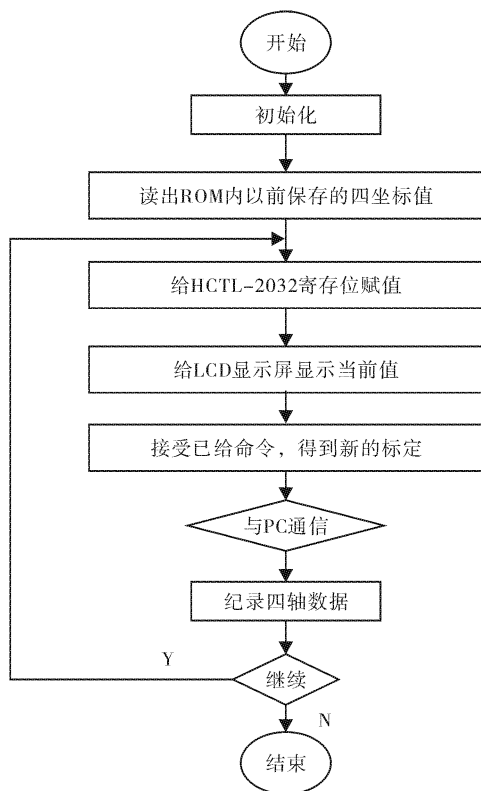 开始
初始化
读出ROM内以前保存的四坐标值
给HCTL-2032寄存位赋值
给LCD显示屏显示当前值
接受已给命令，得到新的标定
与PC通信
纪录四轴数据
Y
继续
N
结束